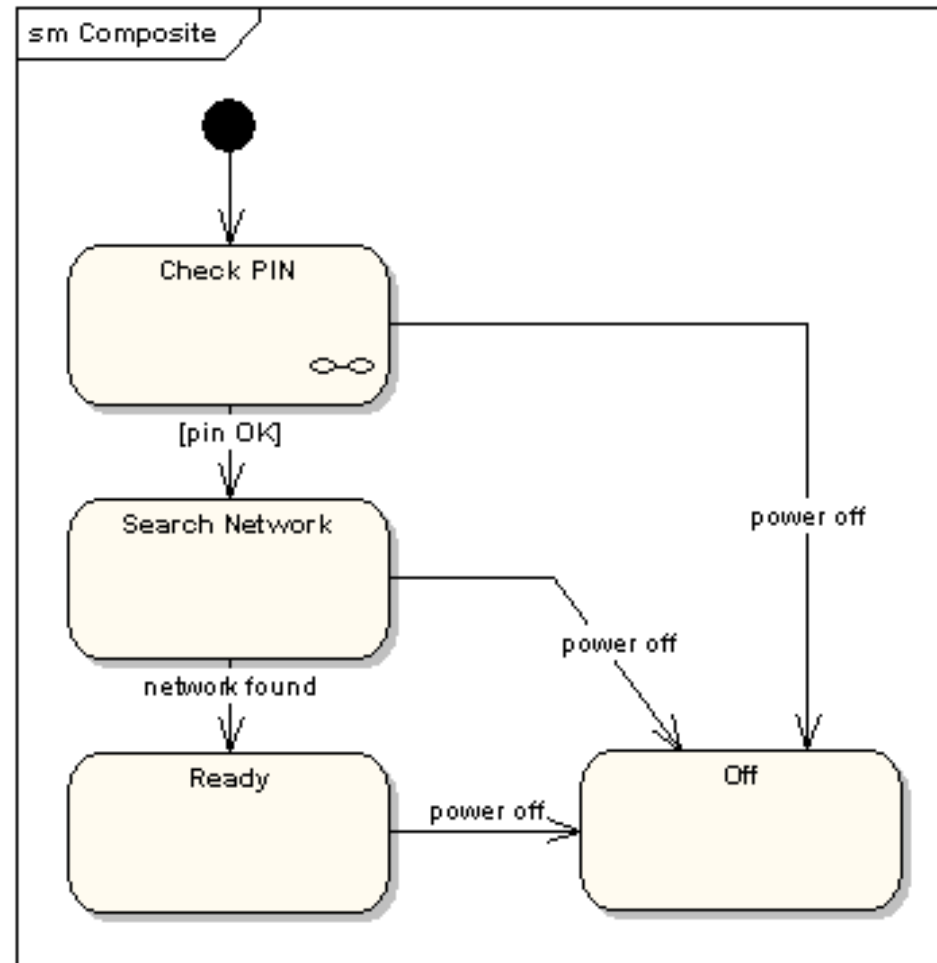 sm Composite
Check PIN
[pin OK]
Search Network
power off
power off
network found
Ready
Off
power off